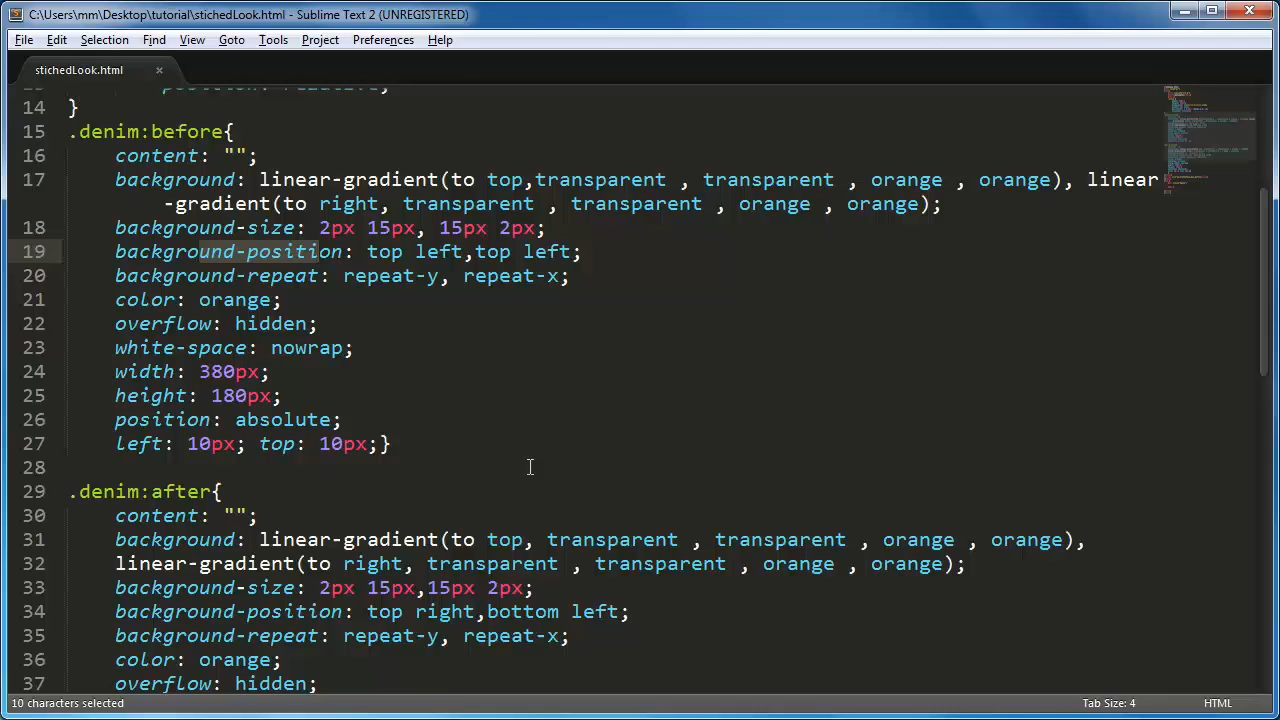 C:\Users\mm\Desktop\tutorial\stichedLook.html - Sublime Text 2 (UNREGISTERED)
File Edit Selection Find View Goto Tools Project Preferences Help
stichedLook.html ×
14 }
15 .denim:before{
16 content: "";
17 background: linear-gradient(to top,transparent , transparent , orange , orange), linear
-gradient(to right, transparent , transparent , orange , orange);
18 background-size: 2px 15px, 15px 2px;
19 background-position: top left,top left;
20 background-repeat: repeat-y, repeat-x;
21 color: orange;
22 overflow: hidden;
23 white-space: nowrap;
24 width: 380px;
25 height: 180px;
26 position: absolute;
27 left: 10px; top: 10px;}
28
29 .denim:after{
30 content: "";
31 background: linear-gradient(to top, transparent , transparent , orange , orange),
32 linear-gradient(to right, transparent , transparent , orange , orange);
33 background-size: 2px 15px,15px 2px;
34 background-position: top right,bottom left;
35 background-repeat: repeat-y, repeat-x;
36 color: orange;
37 overflow: hidden;
10 characters selected Tab Size: 4 HTML